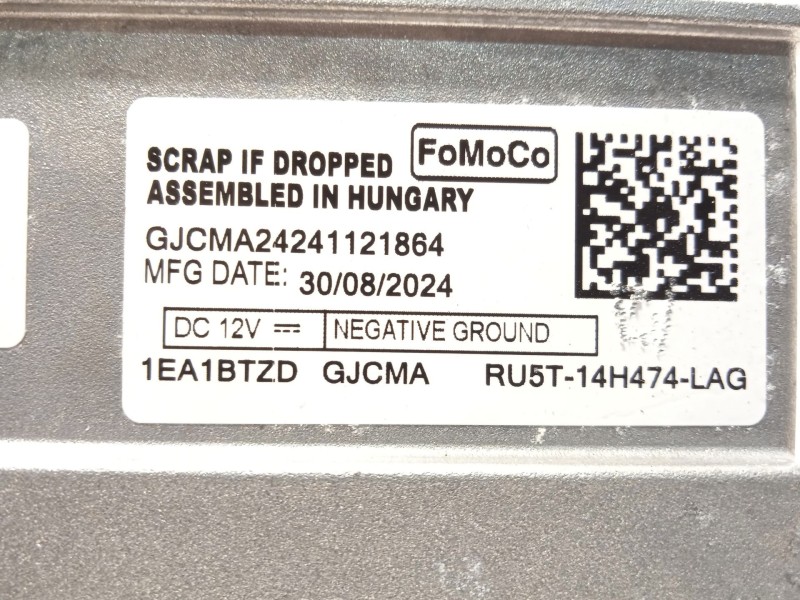 FoMoCo
SCRAP IF DROPPED
ASSEMBLED IN HUNGARY
GJCMA24241121864
MFG DATE: 30/08/2024
DC 12V ⎓ NEGATIVE GROUND
1EA1BTZD GJCMA RU5T-14H474-LAG